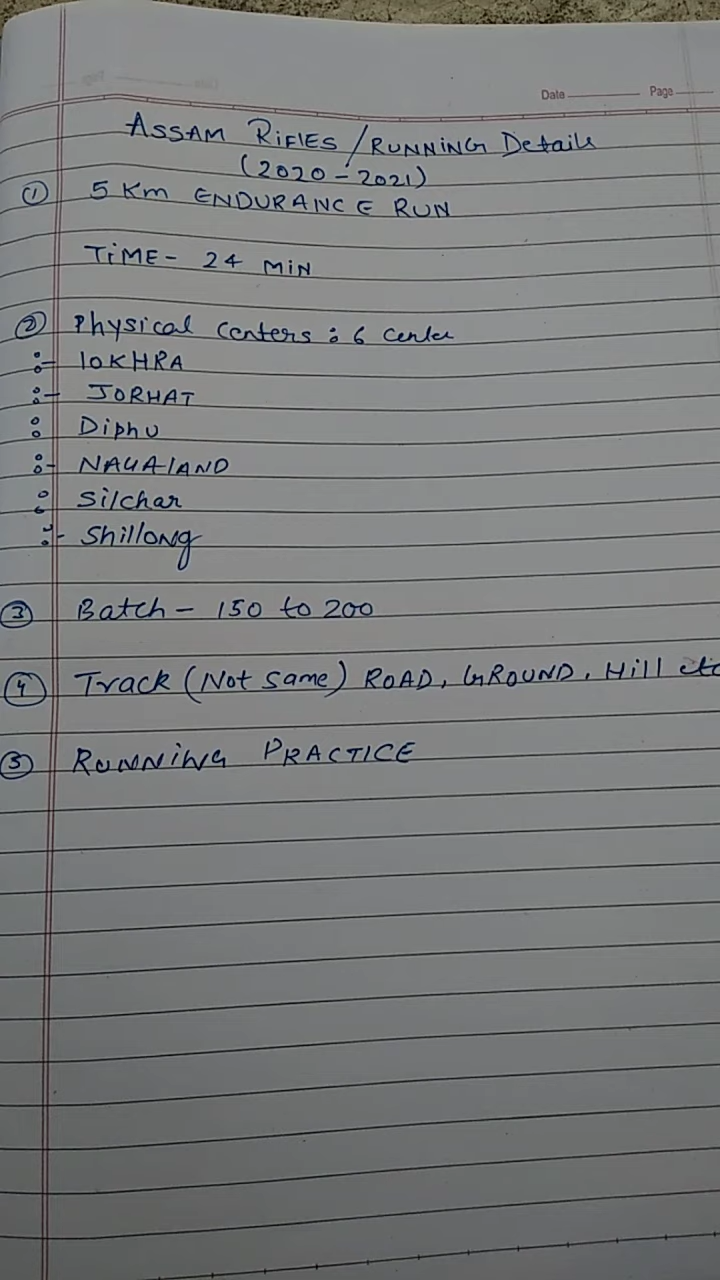 Date Page
ASSAM RIFLES / RUNNING Details
(2020-2021)
① 5 Km ENDURANCE RUN
TIME - 24 MIN
② Physical Centers : 6 Center
:- LOKHRA
:- JORHAT
: Diphu
:- NAGALAND
: Silchar
:- Shillong
③ Batch - 150 to 200
④ Track (Not Same) ROAD, GROUND, Hill etc
⑤ RUNNING PRACTICE